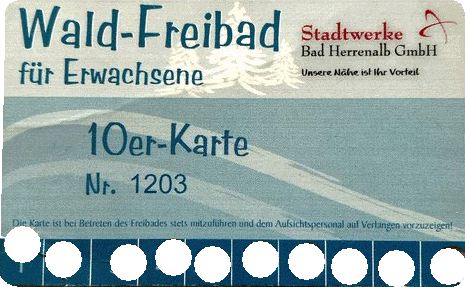 Wald-Freibad
für Erwachsene
Stadtwerke
Bad Herrenalb GmbH
Unsere Nähe ist Ihr Vorteil
10er-Karte
Nr. 1203
Die Karte ist bei Betreten des Freibades stets mitzuführen und dem Aufsichtspersonal auf Verlangen vorzuzeigen!